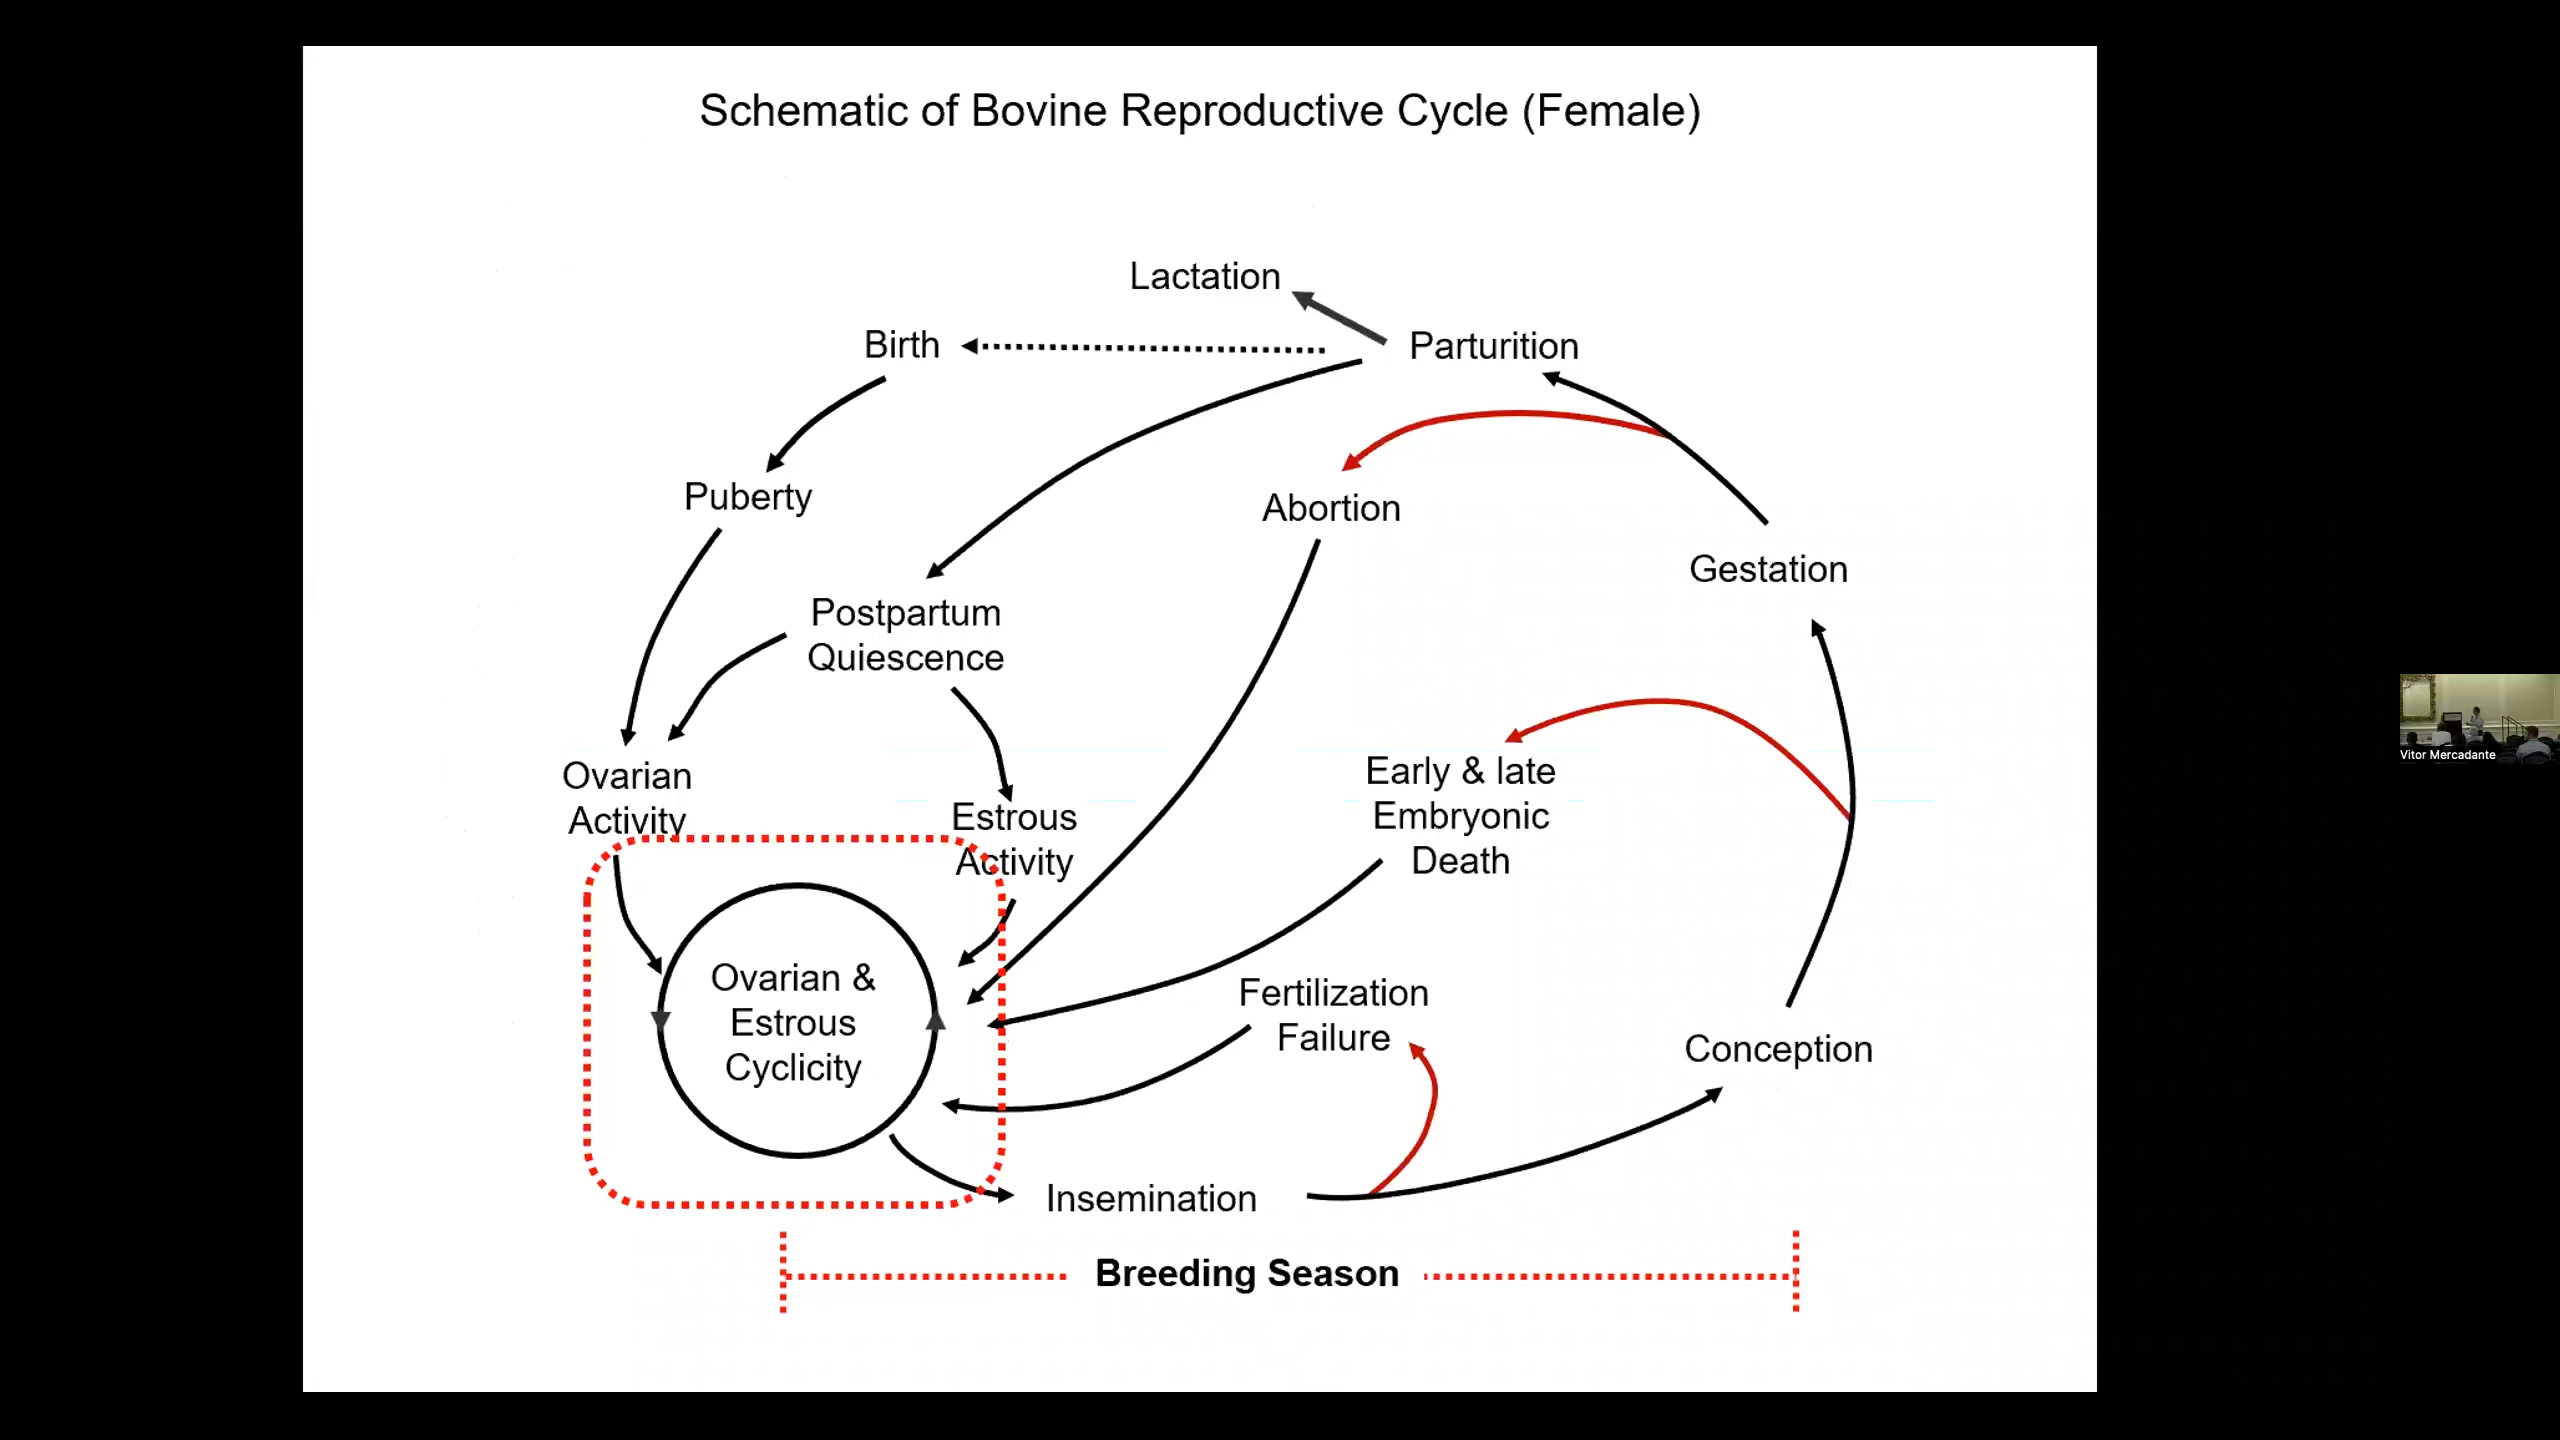 Schematic of Bovine Reproductive Cycle (Female)
Lactation
Birth
Parturition
Puberty
Abortion
Gestation
Postpartum
Quiescence
Ovarian
Activity
Estrous
Activity
Early & late
Embryonic
Death
Ovarian &
Estrous
Cyclicity
Fertilization
Failure
Conception
Insemination
Breeding Season
Vitor Mercadante